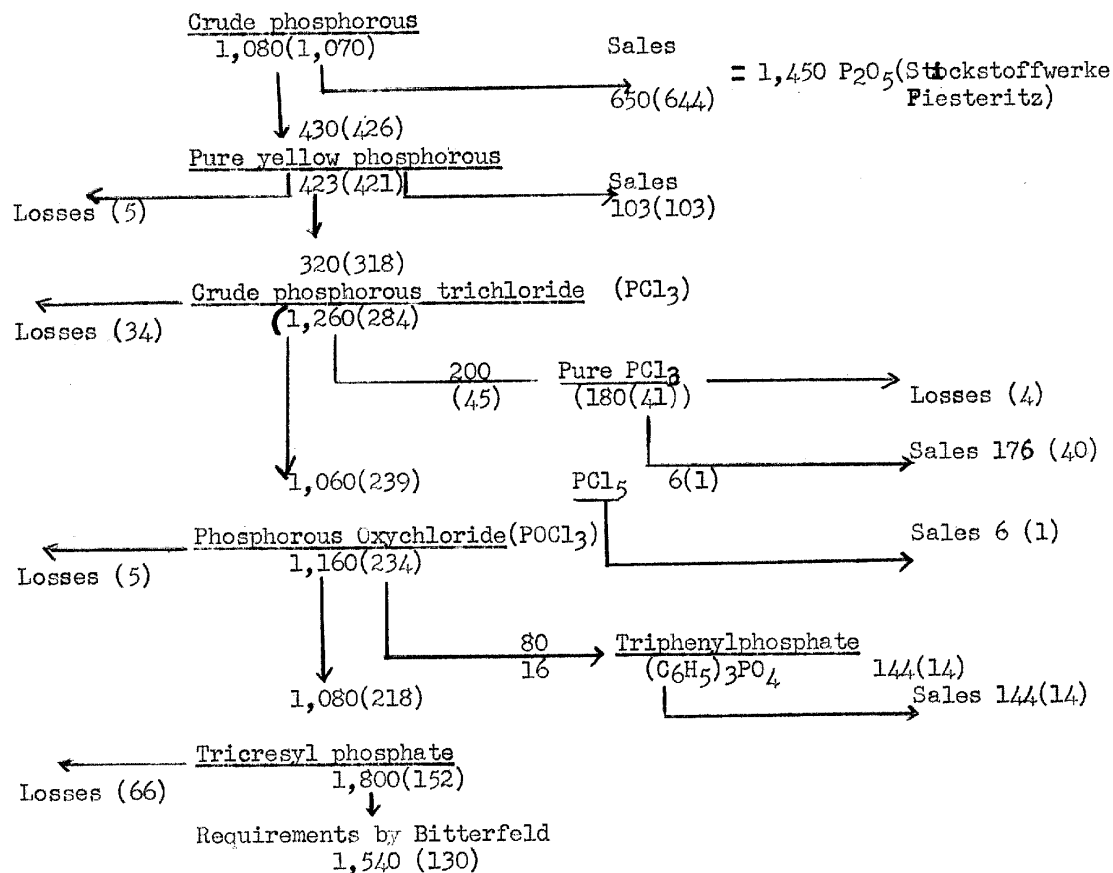 Crude phosphorous
1,080(1,070)
Sales
650(644)
= 1,450 P2O5(Stickstoffwerke
Piesteritz)
430(426)
Pure yellow phosphorous
423(421)
Losses (5)
Sales
103(103)
320(318)
Crude phosphorous trichloride (PCl3)
(1,260(284)
Losses (34)
200
(45)
Pure PCl3
(180(41))
Losses (4)
Sales 176 (40)
6(1)
1,060(239)
PCl5
Sales 6 (1)
Phosphorous Oxychloride(POCl3)
1,160(234)
Losses (5)
80
16
Triphenylphosphate
(C6H5)3PO4
144(14)
Sales 144(14)
1,080(218)
Tricresyl phosphate
1,800(152)
Losses (66)
Requirements by Bitterfeld
1,540 (130)